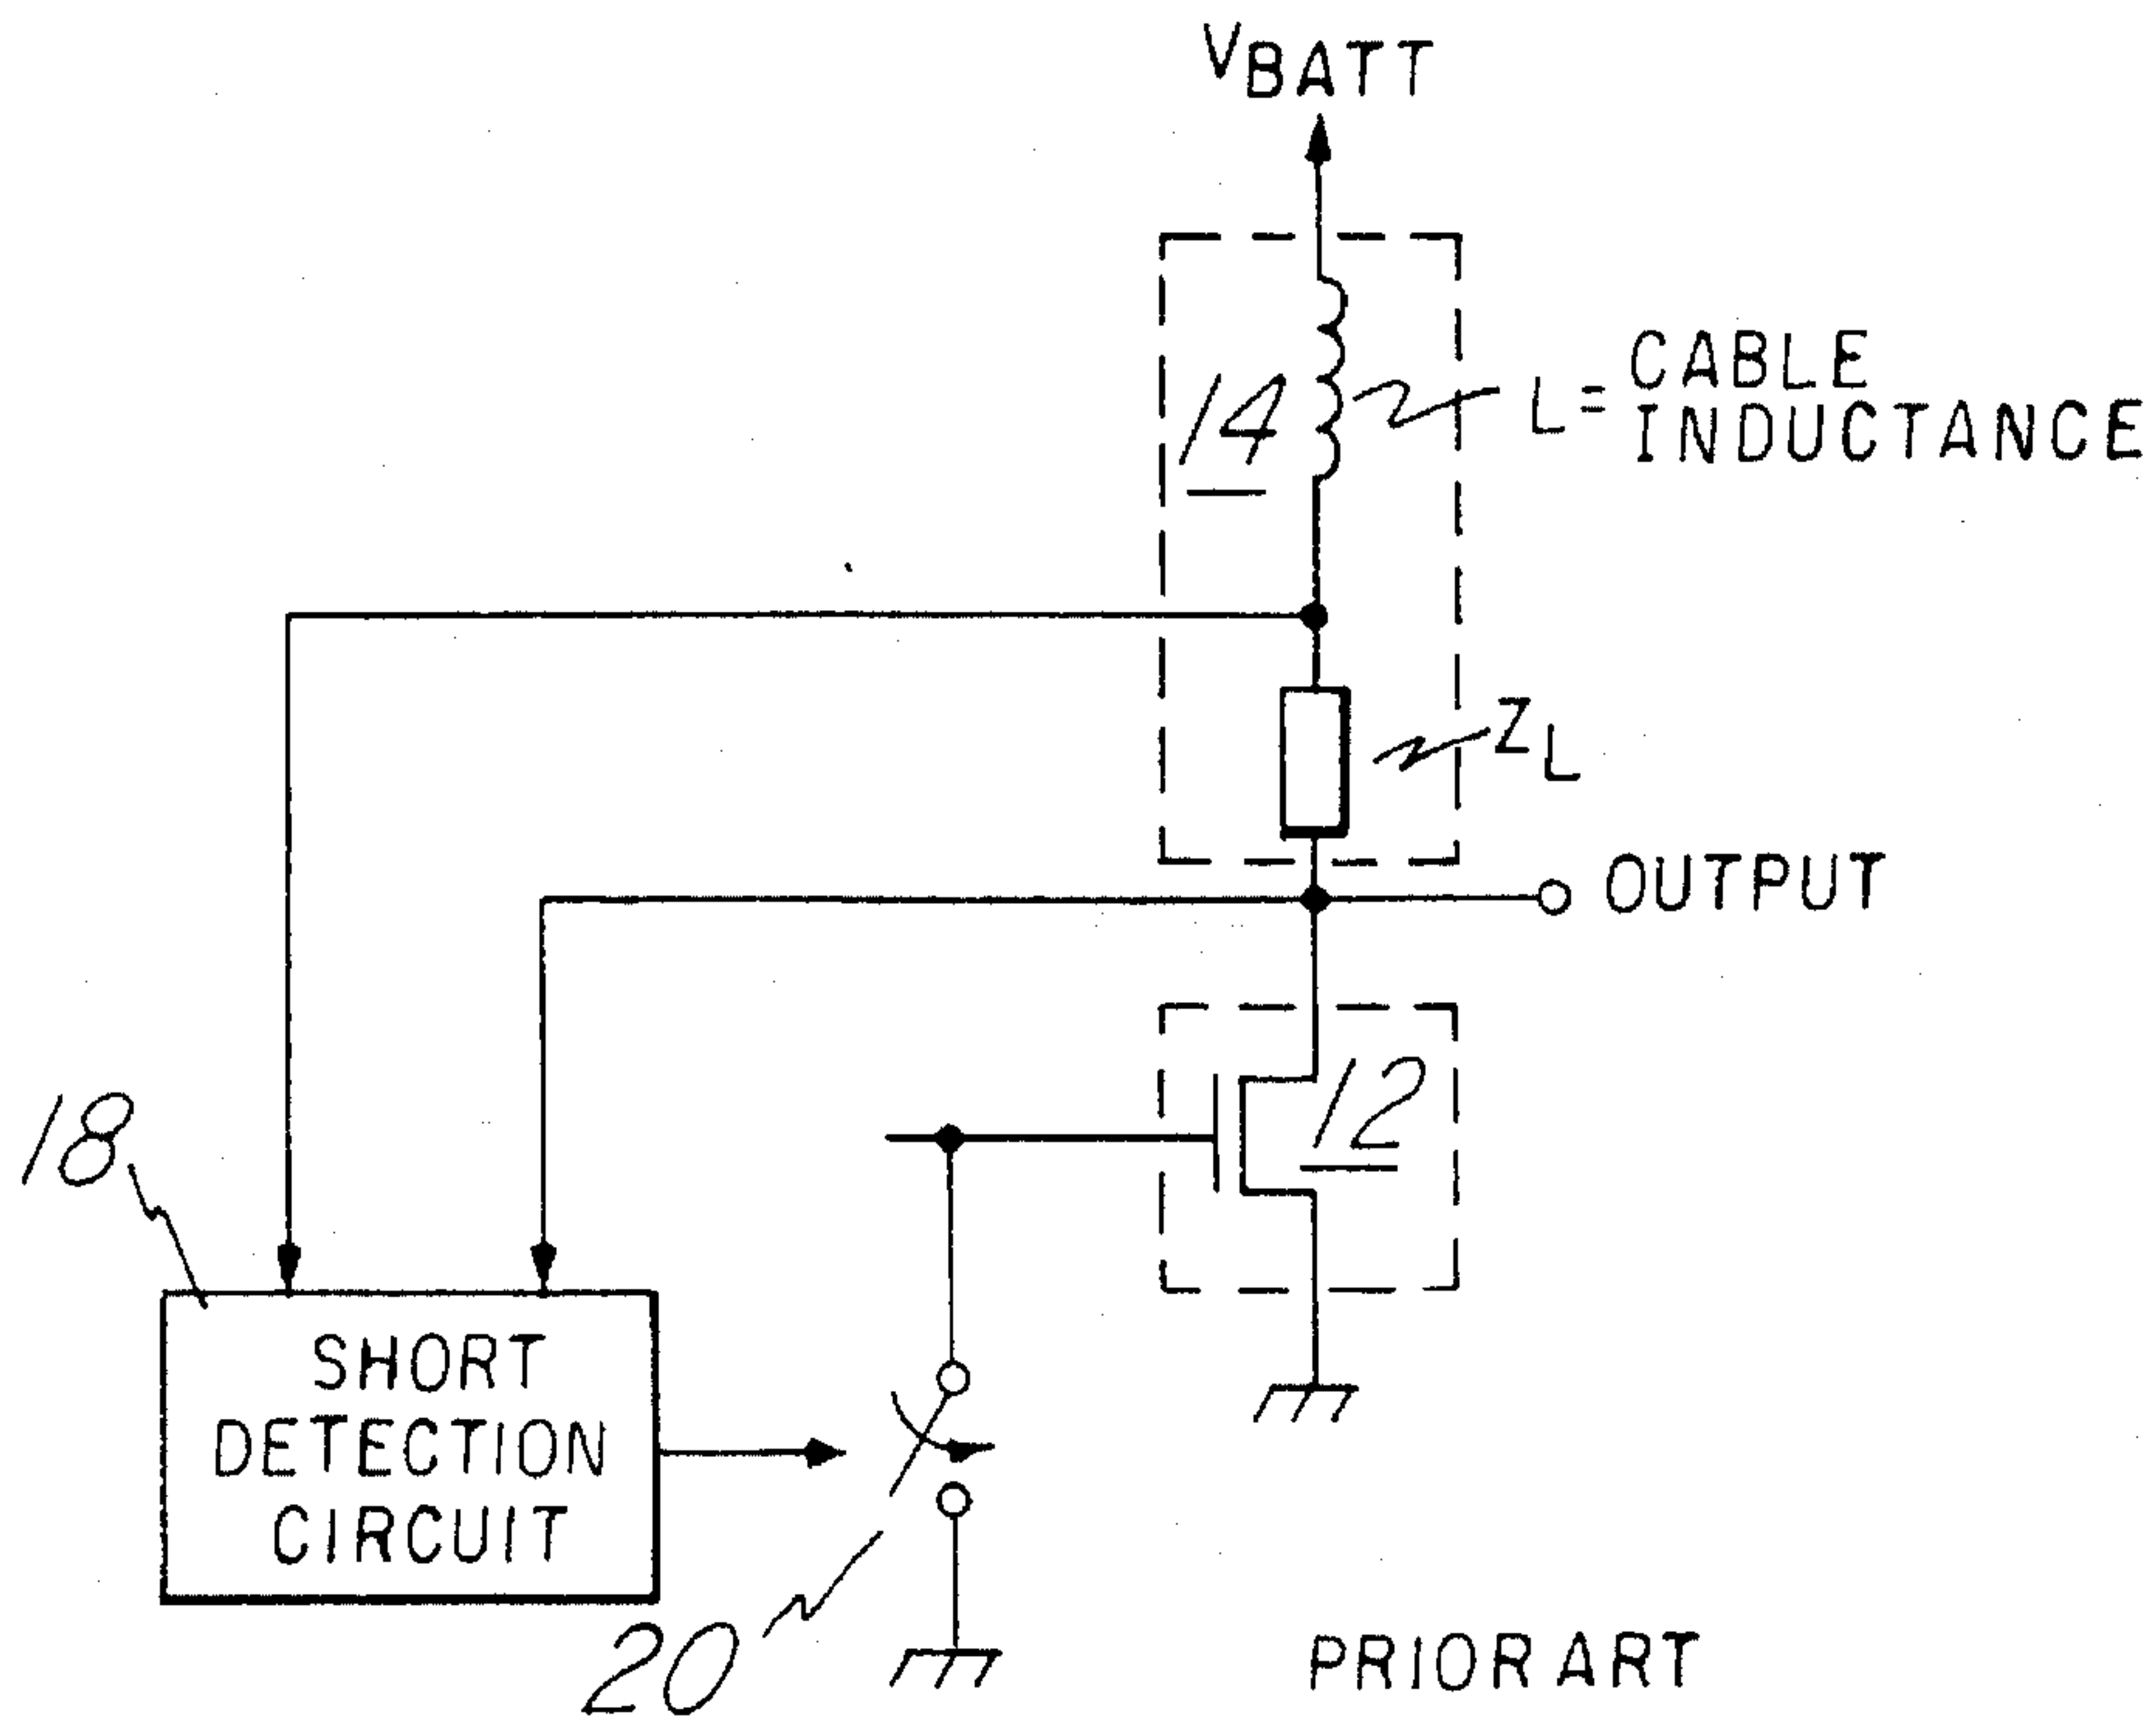 VBATT
14
L= CABLE
INDUCTANCE
ZL
OUTPUT
12
18
SHORT
DETECTION
CIRCUIT
20
PRIOR ART